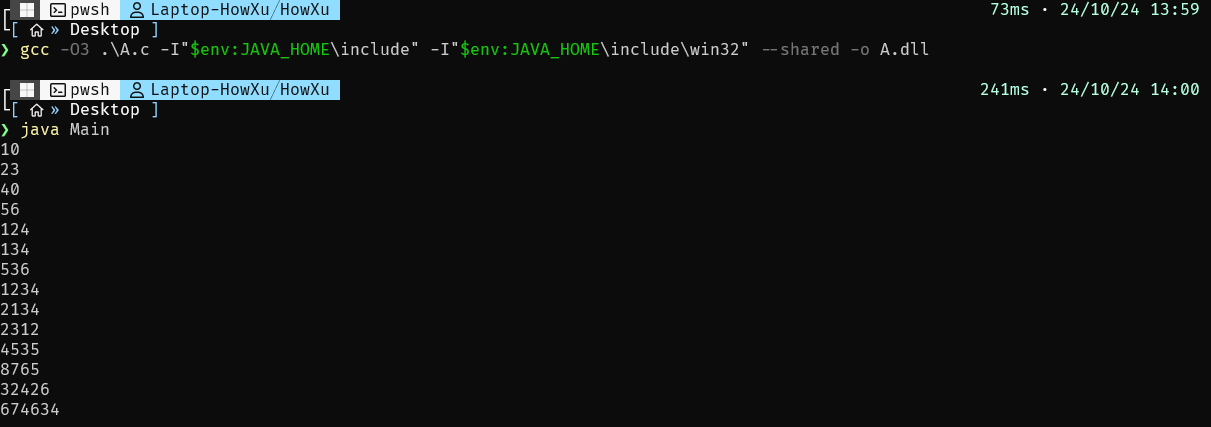 pwsh Laptop-HowXu/HowXu 73ms · 24/10/24 13:59
[ » Desktop ]
❯ gcc -O3 .\A.c -I"$env:JAVA_HOME\include" -I"$env:JAVA_HOME\include\win32" --shared -o A.dll
pwsh Laptop-HowXu/HowXu 241ms · 24/10/24 14:00
[ » Desktop ]
❯ java Main
10
23
40
56
124
134
536
1234
2134
2312
4535
8765
32426
674634